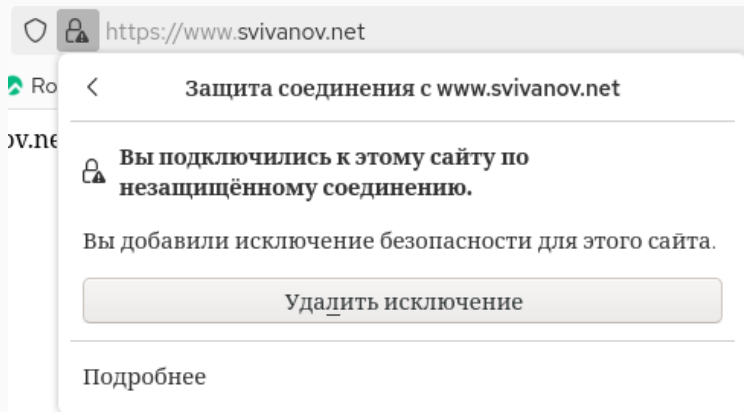 https://www.svivanov.net
Ro
Защита соединения с www.svivanov.net
ov.ne
Вы подключились к этому сайту по
незащищённому соединению.
Вы добавили исключение безопасности для этого сайта.
Удалить исключение
Подробнее